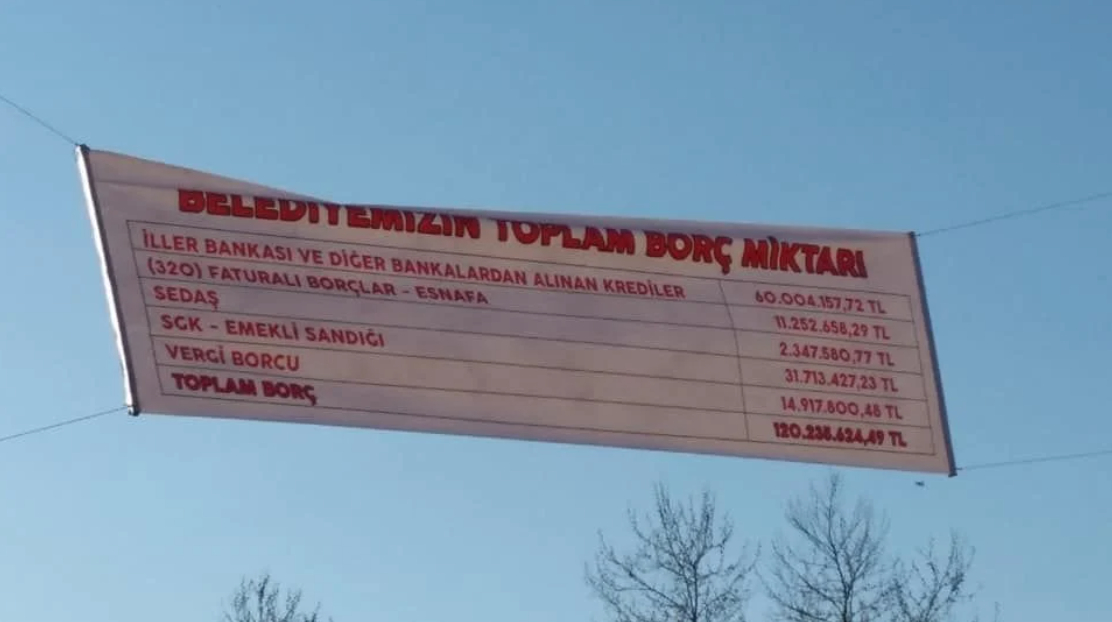 BELEDİYEMİZİN TOPLAM BORÇ MİKTARI
İLLER BANKASI VE DİĞER BANKALARDAN ALINAN KREDİLER 60.004.157,72 TL
(320) FATURALI BORÇLAR - ESNAFA 11.252.658,29 TL
SEDAŞ 2.347.580,77 TL
SGK - EMEKLİ SANDIĞI 31.713.427,23 TL
VERGİ BORCU 14.917.800,48 TL
TOPLAM BORÇ 120.235.624,49 TL